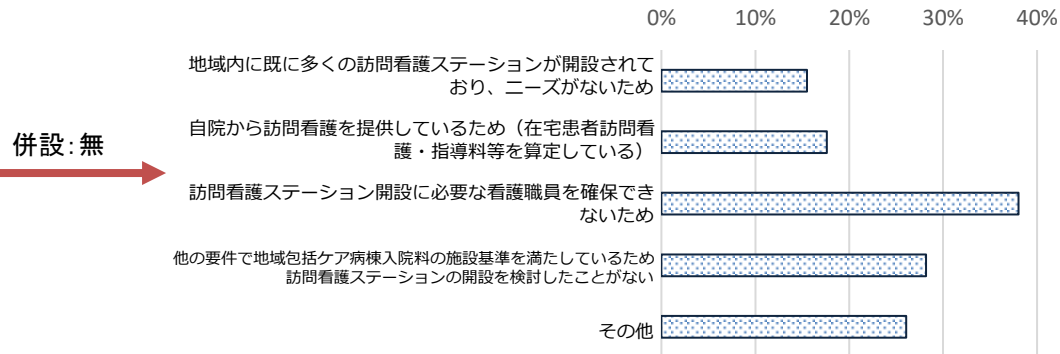 0% 10% 20% 30% 40%
地域内に既に多くの訪問看護ステーションが開設されて
おり、ニーズがないため
併設：無
自院から訪問看護を提供しているため（在宅患者訪問看
護・指導料等を算定している）
訪問看護ステーション開設に必要な看護職員を確保でき
ないため
他の要件で地域包括ケア病棟入院料の施設基準を満たしているため
訪問看護ステーションの開設を検討したことがない
その他